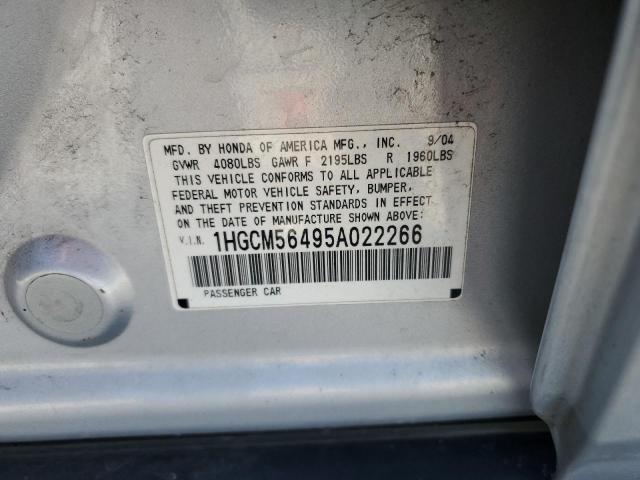 MFD. BY HONDA OF AMERICA MFG., INC. 9/04
GVWR 4080LBS GAWR F 2195LBS R 1960LBS
THIS VEHICLE CONFORMS TO ALL APPLICABLE
FEDERAL MOTOR VEHICLE SAFETY, BUMPER,
AND THEFT PREVENTION STANDARDS IN EFFECT
ON THE DATE OF MANUFACTURE SHOWN ABOVE:
V.I.N. 1HGCM56495A022266
PASSENGER CAR